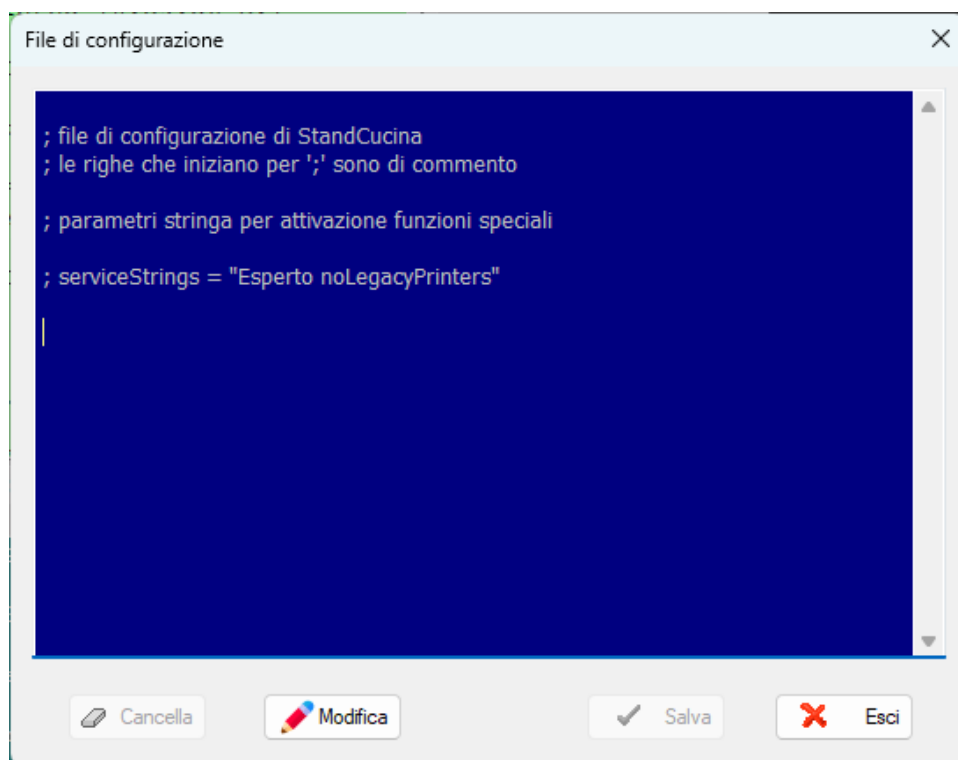 File di configurazione
; file di configurazione di StandCucina
; le righe che iniziano per ';' sono di commento
; parametri stringa per attivazione funzioni speciali
; serviceStrings = "Esperto noLegacyPrinters"
Cancella
Modifica
Salva
Esci